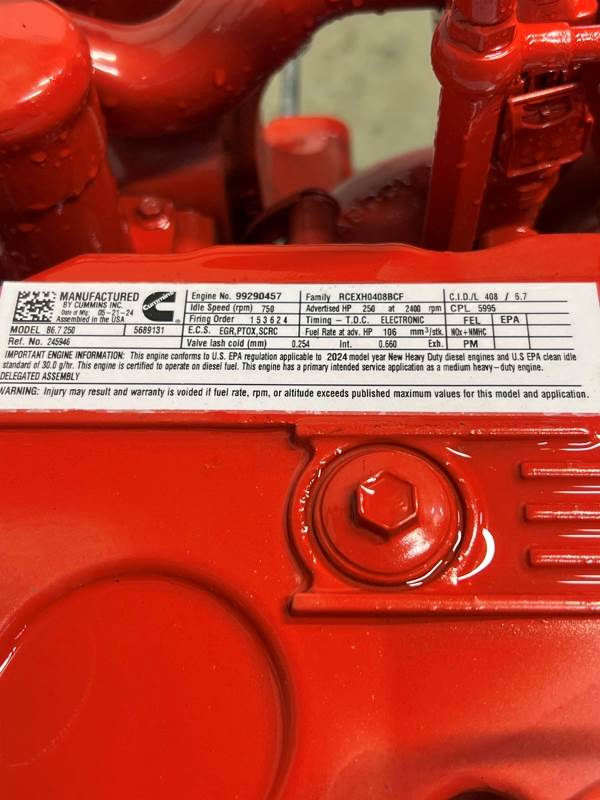 MANUFACTURED
BY CUMMINS INC.
Date of Mfg: 05-21-24
Assembled in the USA
Cummins
MODEL B6.7 250 5689131
Ref. No. 245946
Engine No. 99290457
Idle Speed (rpm) 750
Firing Order 1 5 3 6 2 4
E.C.S. EGR,PTOX,SCRC
Valve lash cold (mm) 0.254 Int. 0.660 Exh.
Family RCEXH0408BCF
Advertised HP 250 at 2400 rpm
Timing - T.D.C. ELECTRONIC
Fuel Rate at adv. HP 106 mm³/stk.
C.I.D./L 408 / 6.7
CPL 5995
FEL EPA
NOx+NMHC
PM
IMPORTANT ENGINE INFORMATION: This engine conforms to U.S. EPA regulation applicable to 2024 model year New Heavy Duty diesel engines and U.S EPA clean idle
standard of 30.0 g/hr. This engine is certified to operate on diesel fuel. This engine has a primary intended service application as a medium heavy-duty engine.
DELEGATED ASSEMBLY
WARNING: Injury may result and warranty is voided if fuel rate, rpm, or altitude exceeds published maximum values for this model and application.